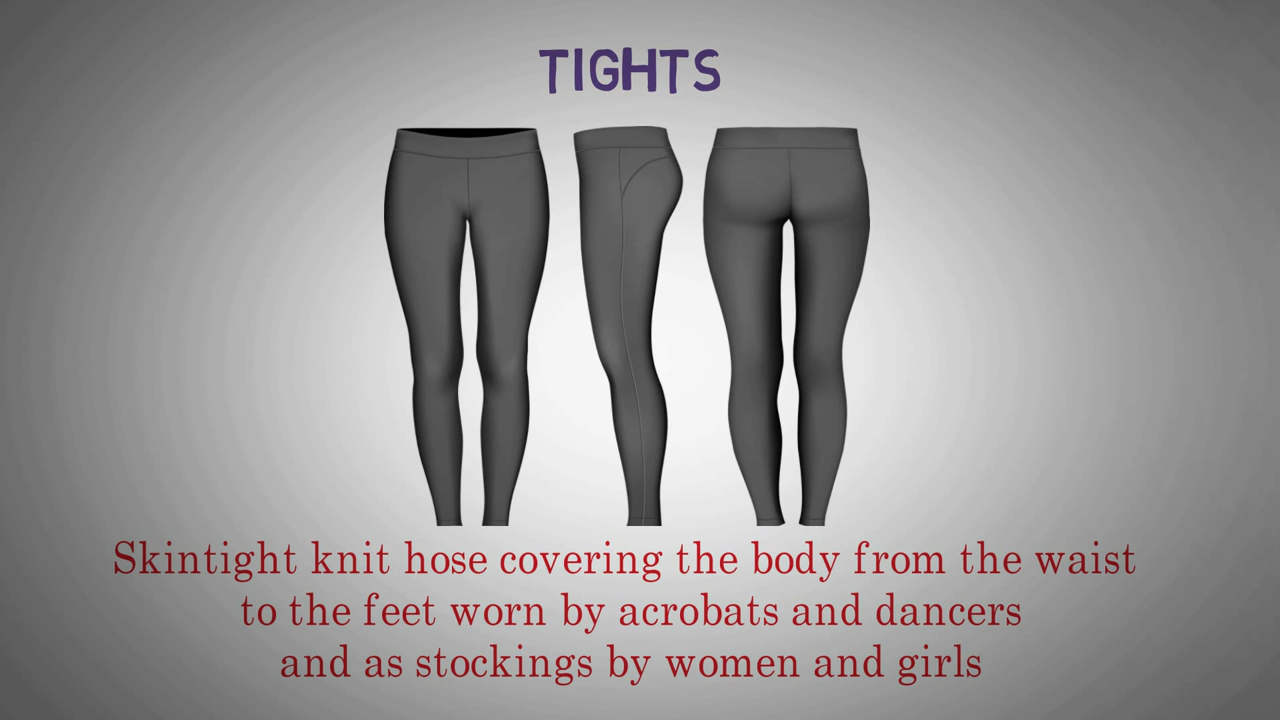 TIGHTS
Skintight knit hose covering the body from the waist
to the feet worn by acrobats and dancers
and as stockings by women and girls